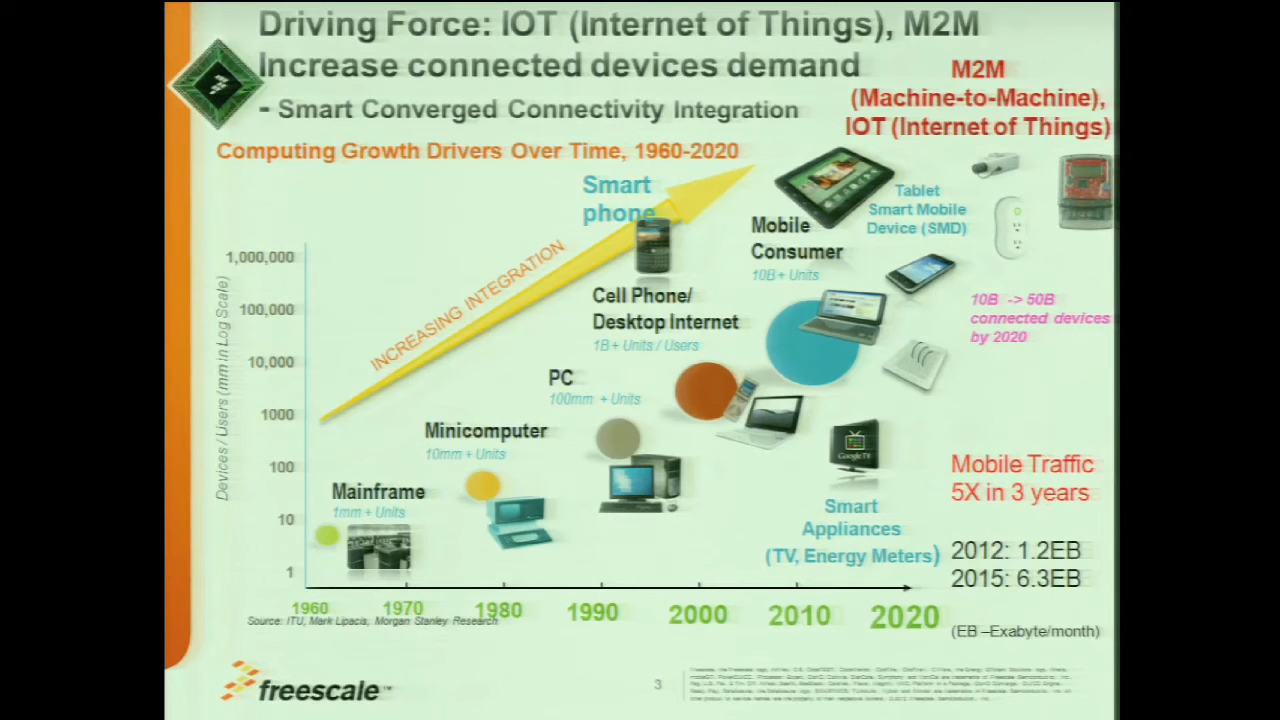 Driving Force: IOT (Internet of Things), M2M
Increase connected devices demand
- Smart Converged Connectivity Integration
M2M
(Machine-to-Machine),
IOT (Internet of Things)
Computing Growth Drivers Over Time, 1960-2020
Smart
phone
Tablet
Smart Mobile
Device (SMD)
Mobile
Consumer
10B+ Units
INCREASING INTEGRATION
Devices / Users (mm in Log Scale)
1,000,000
100,000
10,000
1000
100
10
1
Cell Phone/
Desktop Internet
1B+ Units / Users
10B -> 50B
connected devices
by 2020
PC
100mm + Units
Minicomputer
10mm + Units
Mainframe
1mm + Units
Google TV
Smart
Appliances
(TV, Energy Meters)
Mobile Traffic
5X in 3 years
2012: 1.2EB
2015: 6.3EB
(EB –Exabyte/month)
1960 1970 1980 1990 2000 2010 2020
Source: ITU, Mark Lipacis, Morgan Stanley Research
freescale™
3